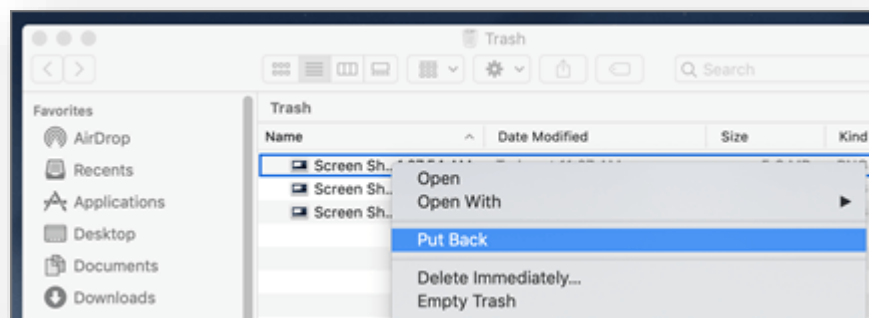 Trash
Search
Favorites
AirDrop
Recents
Applications
Desktop
Documents
Downloads
Trash
Name
Date Modified
Size
Kind
Screen Sh...
Screen Sh...
Screen Sh...
Open
Open With
Put Back
Delete Immediately...
Empty Trash